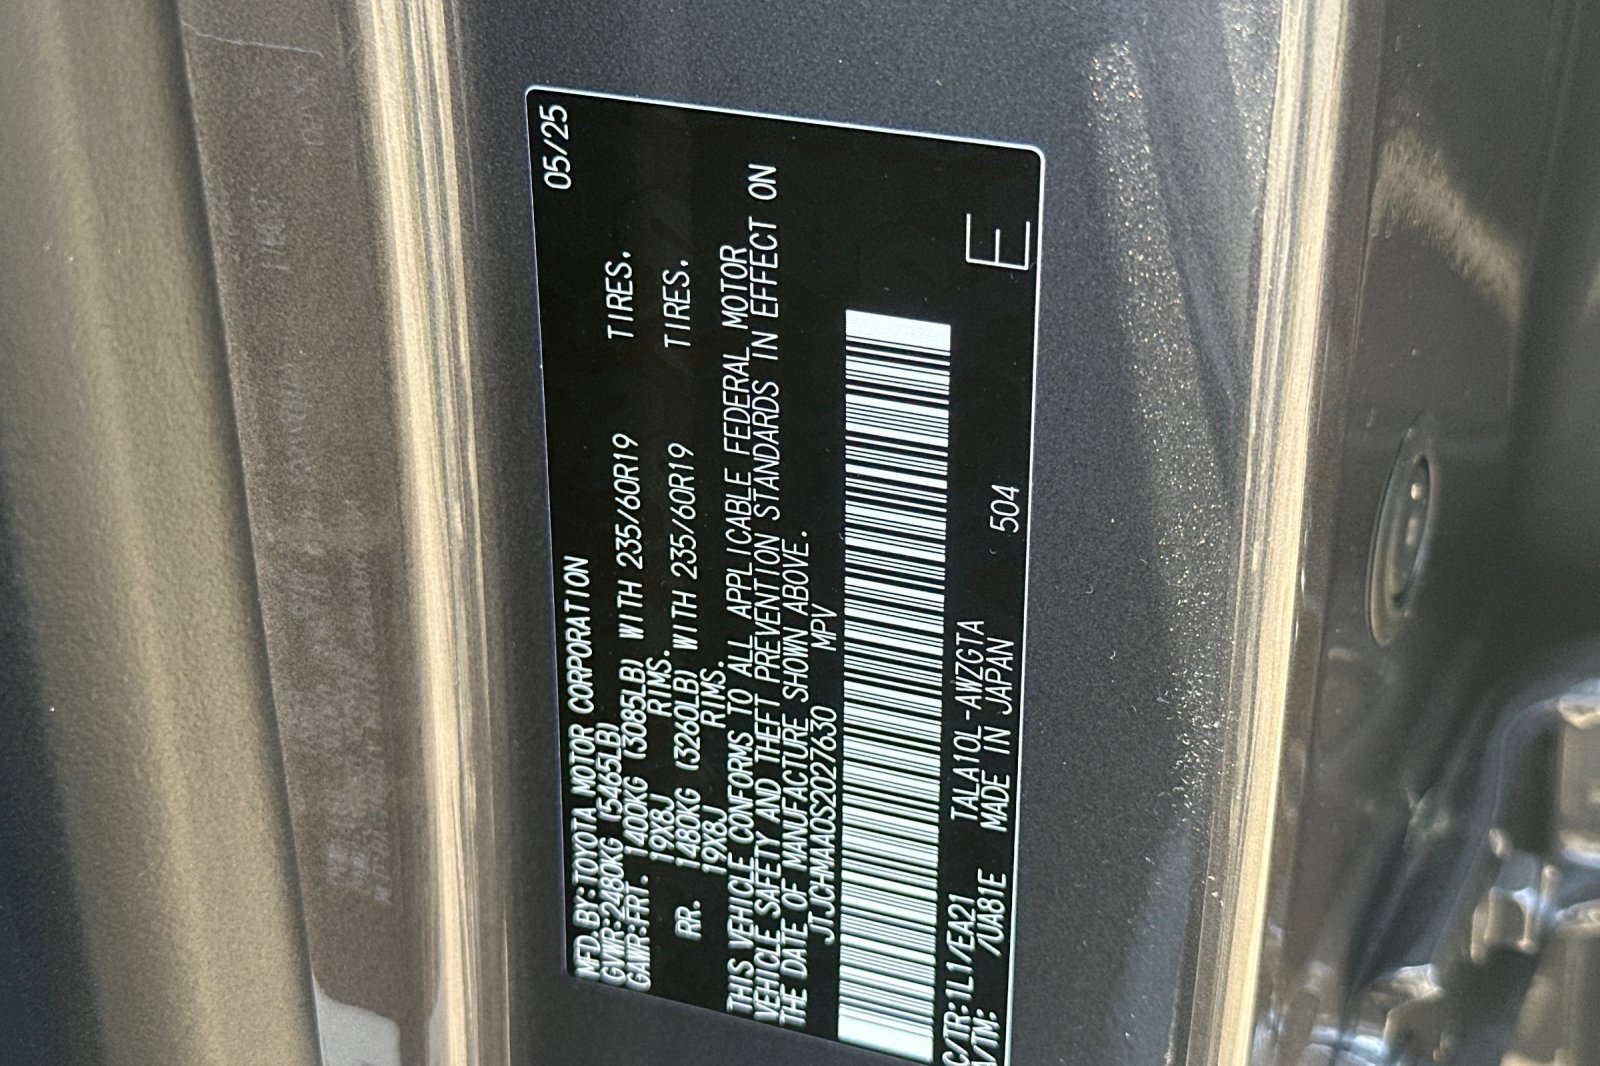 MFD.BY:TOYOTA MOTOR CORPORATION 05/25
GVWR:2480KG (5465LB)
GAWR:FRT. 1400KG (3085LB) WITH 235/60R19 TIRES.
19X8J RIMS.
RR. 1480KG (3260LB) WITH 235/60R19 TIRES.
19X8J RIMS.
THIS VEHICLE CONFORMS TO ALL APPLICABLE FEDERAL MOTOR
VEHICLE SAFETY AND THEFT PREVENTION STANDARDS IN EFFECT ON
THE DATE OF MANUFACTURE SHOWN ABOVE.
JTJCHMAA0S2027630 MPV
C/TR:1L1/EA21 TALA10L-AWZGTA
A/TM: /UA81E MADE IN JAPAN 504 E